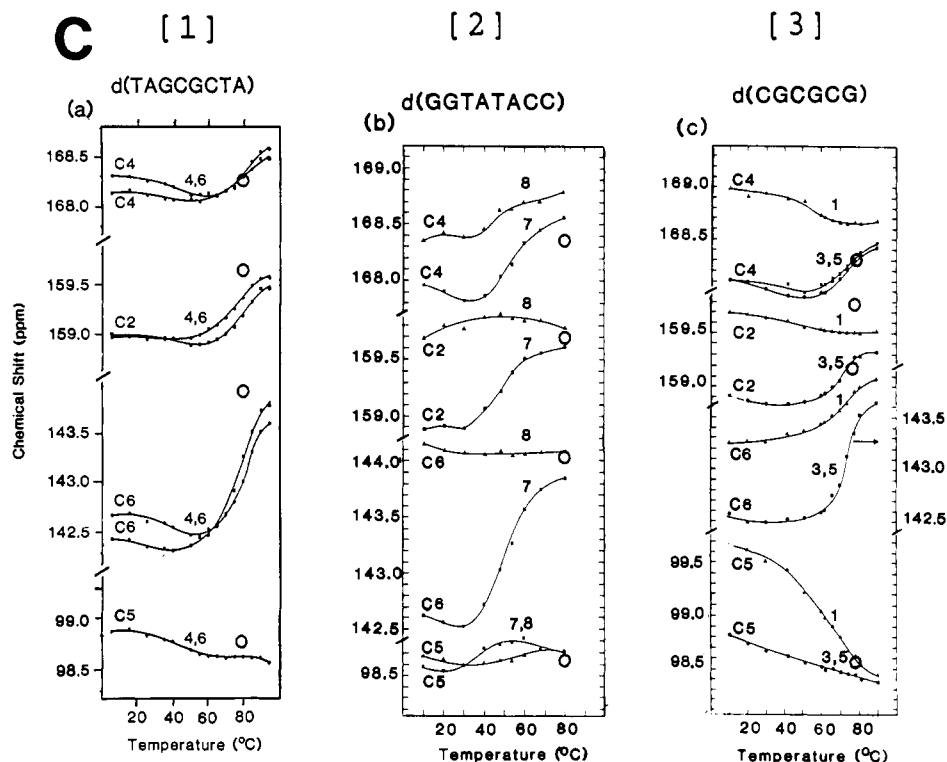 C [1] [2] [3]
d(TAGCGCTA)
d(GGTATACC)
d(CGCGCG)
(a)
(b)
(c)
Chemical Shift (ppm)
168.5
168.0
159.5
159.0
143.5
143.0
142.5
99.0
98.5
C4
4,6
C4
C2
4,6
C6
C6
4,6
C5
4,6
0 20 40 60 80 100
Temperature (°C)
169.0
168.5
168.0
159.5
159.0
144.0
143.5
143.0
142.5
98.5
8
C4
7
C4
8
C2
7
C2
8
C6
7
C6
7,8
C5
C5
20 40 60 80 100
Temperature (°C)
169.0
168.5
159.5
159.0
99.5
99.0
98.5
C4
1
C4
3,5
C2
1
C2
3,5
1
C6
3,5
C6
C5
1
C5
3,5
143.5
143.0
142.5
20 40 60 80 100
Temperature (°C)